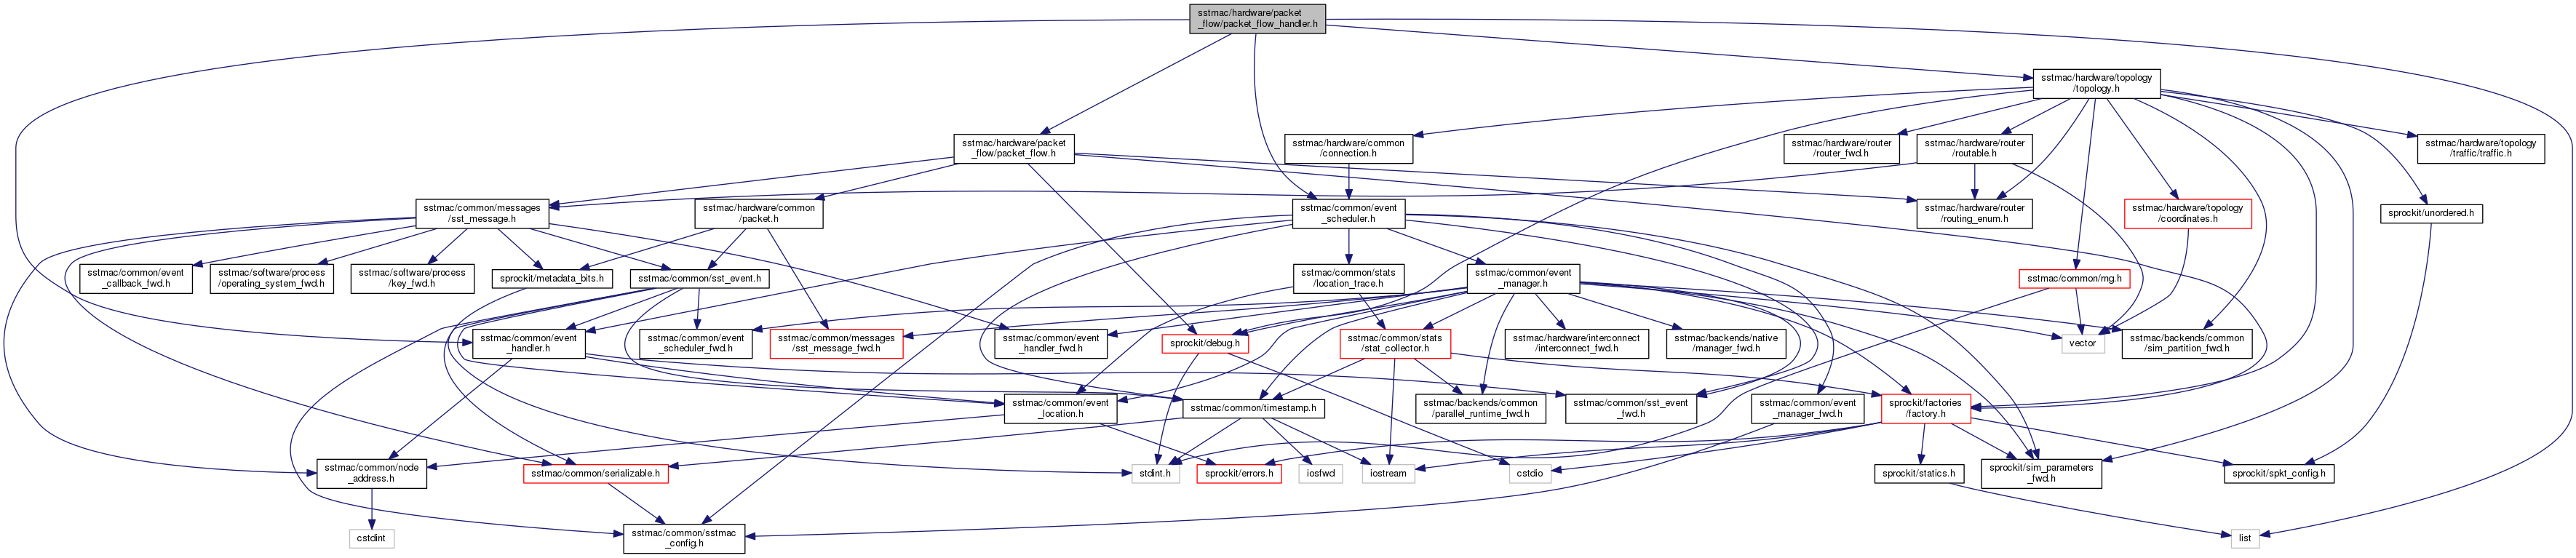 sstmac/hardware/packet
_flow/packet_flow_handler.h
sstmac/hardware/topology
/topology.h
sstmac/hardware/packet
_flow/packet_flow.h
sstmac/hardware/common
/connection.h
sstmac/hardware/router
/router_fwd.h
sstmac/hardware/router
/routable.h
sstmac/hardware/topology
/traffic/traffic.h
sstmac/common/messages
/sst_message.h
sstmac/hardware/common
/packet.h
sstmac/common/event
_scheduler.h
sstmac/hardware/router
/routing_enum.h
sstmac/hardware/topology
/coordinates.h
sprockit/unordered.h
sstmac/common/event
_callback_fwd.h
sstmac/software/process
/operating_system_fwd.h
sstmac/software/process
/key_fwd.h
sprockit/metadata_bits.h
sstmac/common/sst_event.h
sstmac/common/stats
/location_trace.h
sstmac/common/event
_manager.h
sstmac/common/rng.h
sstmac/common/event
_handler.h
sstmac/common/event
_scheduler_fwd.h
sstmac/common/messages
/sst_message_fwd.h
sstmac/common/event
_handler_fwd.h
sprockit/debug.h
sstmac/common/stats
/stat_collector.h
sstmac/hardware/interconnect
/interconnect_fwd.h
sstmac/backends/native
/manager_fwd.h
vector
sstmac/backends/common
/sim_partition_fwd.h
sstmac/common/event
_location.h
sstmac/common/timestamp.h
sstmac/backends/common
/parallel_runtime_fwd.h
sstmac/common/sst_event
_fwd.h
sstmac/common/event
_manager_fwd.h
sprockit/factories
/factory.h
sstmac/common/node
_address.h
stdint.h
sstmac/common/serializable.h
sprockit/errors.h
iosfwd
iostream
cstdio
sprockit/statics.h
sprockit/sim_parameters
_fwd.h
sprockit/spkt_config.h
cstdint
sstmac/common/sstmac
_config.h
list